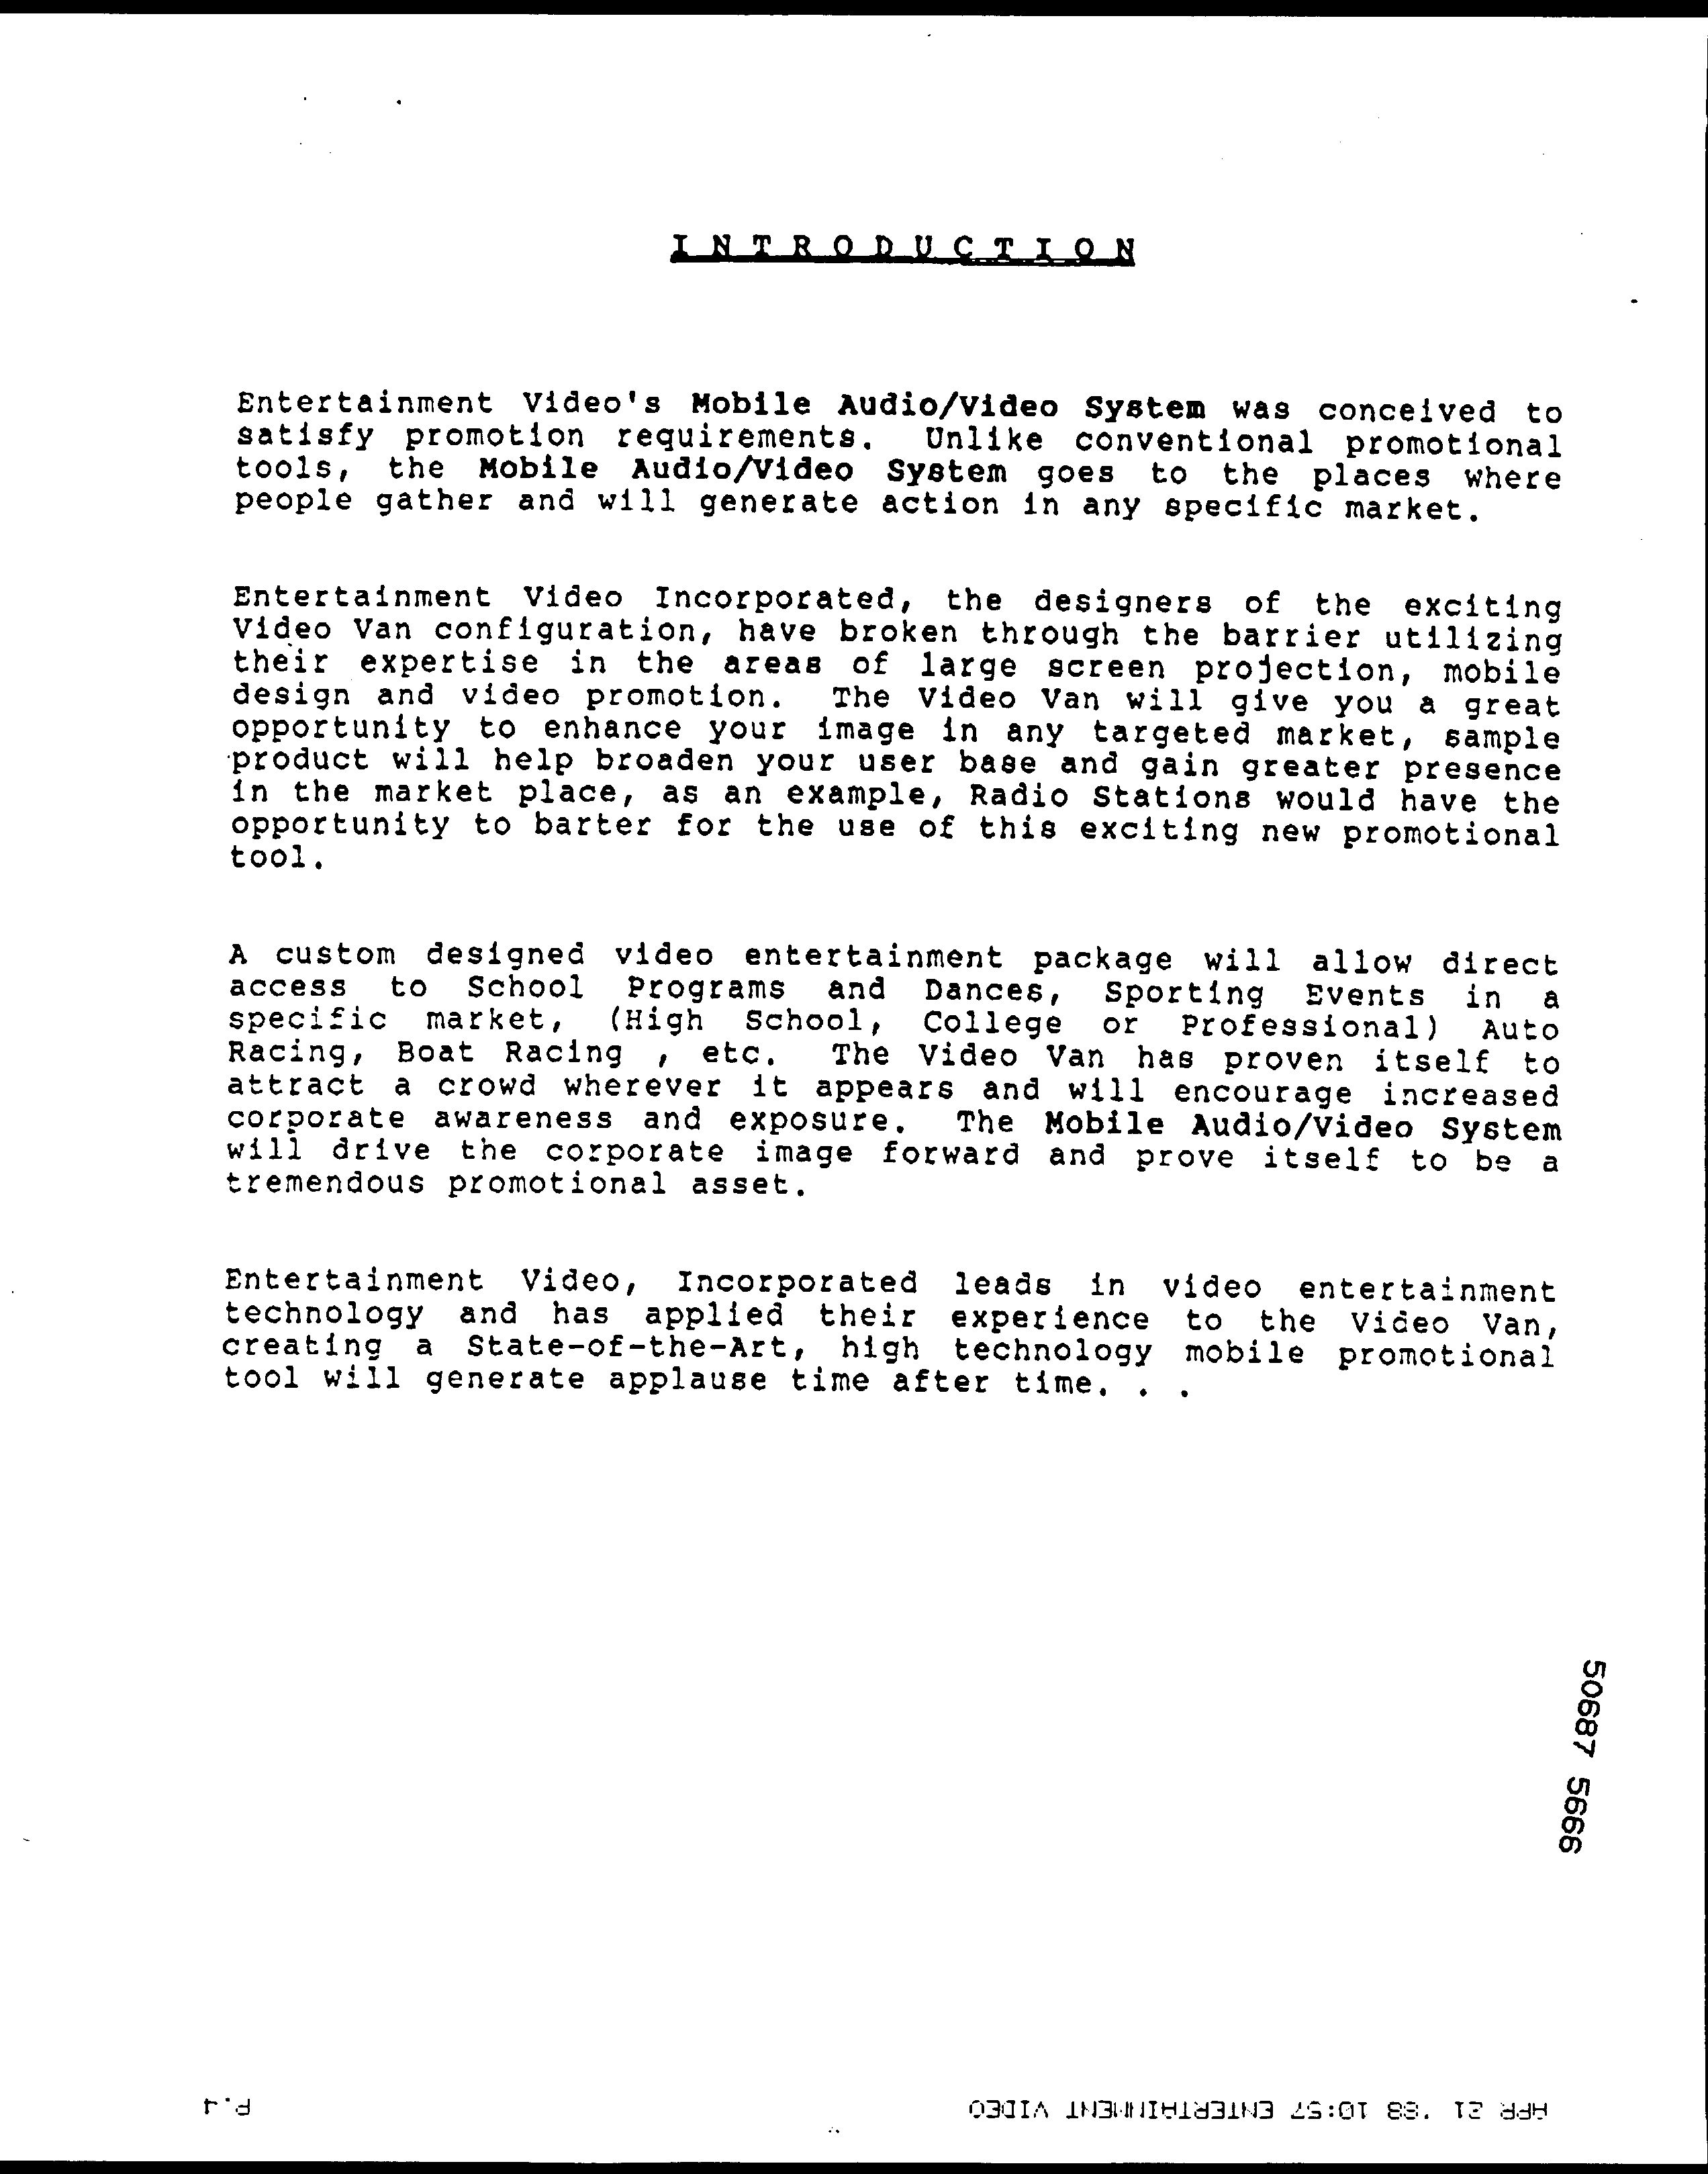 I N T R O D U C T I O N
Entertainment Video's Mobile Audio/Video System was conceived to
satisfy promotion requirements. Unlike conventional promotional
tools, the Mobile Audio/Video System goes to the places where
people gather and will generate action in any specific market.
Entertainment Video Incorporated, the designers of the exciting
Video Van configuration, have broken through the barrier utilizing
their expertise in the areas of large screen projection, mobile
design and video promotion. The Video Van will give you a great
opportunity to enhance your image in any targeted market, sample
product will help broaden your user base and gain greater presence
in the market place, as an example, Radio Stations would have the
opportunity to barter for the use of this exciting new promotional
tool.
A custom designed video entertainment package will allow direct
access to School Programs and Dances, Sporting Events in a
specific market, (High School, College or Professional) Auto
Racing, Boat Racing , etc. The Video Van has proven itself to
attract a crowd wherever it appears and will encourage increased
corporate awareness and exposure. The Mobile Audio/Video System
will drive the corporate image forward and prove itself to be a
tremendous promotional asset.
Entertainment Video, Incorporated leads in video entertainment
technology and has applied their experience to the Video Van,
creating a State-of-the-Art, high technology mobile promotional
tool will generate applause time after time. . .
50687 5666
APR 21 '88 10:57 ENTERTAINMENT VIDEO
P.4